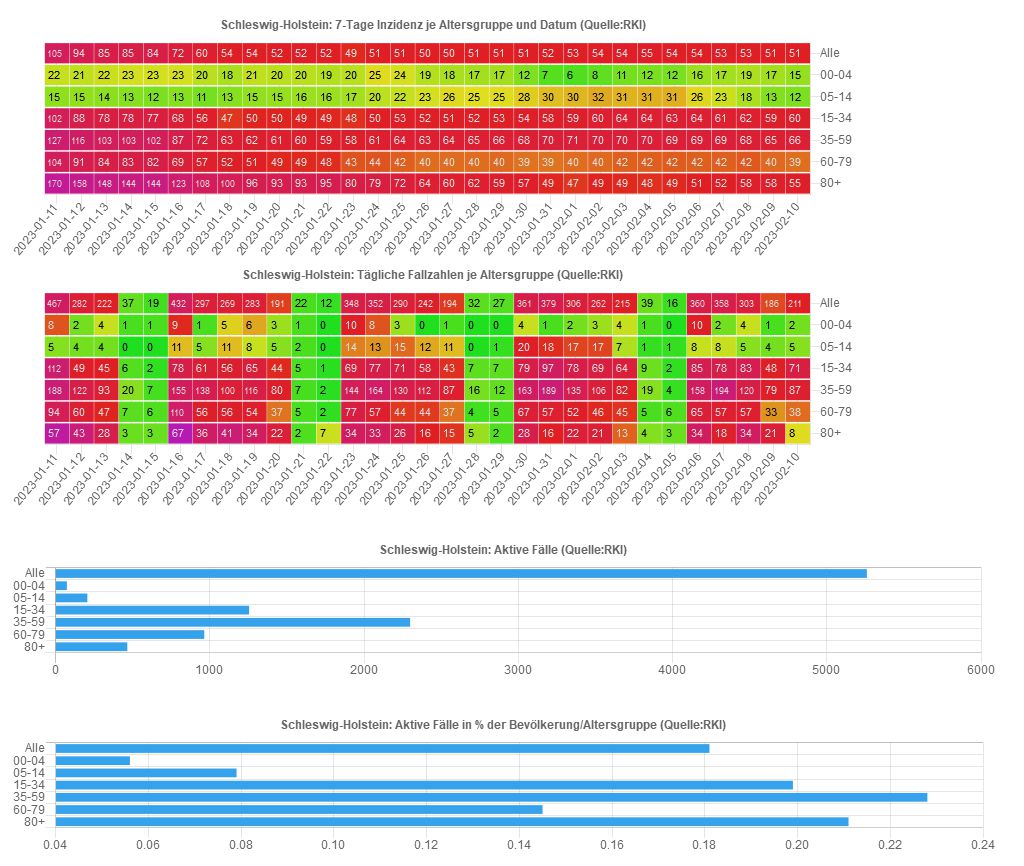 Schleswig-Holstein: 7-Tage Inzidenz je Altersgruppe und Datum (Quelle:RKI)
105 94 85 85 84 72 60 54 54 52 52 52 49 51 51 50 50 51 51 51 52 53 54 54 55 54 54 53 53 51 51 Alle
22 21 22 23 23 23 20 18 21 20 20 19 20 25 24 19 18 17 17 12 7 6 8 11 12 12 16 17 19 17 15 00-04
15 15 14 13 12 13 11 13 15 15 16 16 17 20 22 23 26 25 25 28 30 30 32 31 31 31 26 23 18 13 12 05-14
102 88 78 78 77 68 56 47 50 50 49 49 48 50 53 52 51 52 53 54 58 59 60 64 64 63 64 61 62 59 60 15-34
127 116 103 103 102 87 72 63 62 61 60 59 58 61 64 63 64 65 66 68 70 71 70 70 70 69 69 69 68 65 66 35-59
104 91 84 83 82 69 57 52 51 49 49 48 43 44 42 40 40 40 40 39 39 40 40 42 42 42 42 42 42 40 39 60-79
170 158 148 144 144 123 108 100 96 93 93 95 80 79 72 64 60 62 59 57 49 47 49 49 48 49 51 52 58 58 55 80+
2023-01-11 2023-01-12 2023-01-13 2023-01-14 2023-01-15 2023-01-16 2023-01-17 2023-01-18 2023-01-19 2023-01-20 2023-01-21 2023-01-22 2023-01-23 2023-01-24 2023-01-25 2023-01-26 2023-01-27 2023-01-28 2023-01-29 2023-01-30 2023-01-31 2023-02-01 2023-02-02 2023-02-03 2023-02-04 2023-02-05 2023-02-06 2023-02-07 2023-02-08 2023-02-09 2023-02-10
Schleswig-Holstein: Tägliche Fallzahlen je Altersgruppe (Quelle:RKI)
467 282 222 37 19 432 297 269 283 191 22 12 348 352 290 242 194 32 27 361 379 306 262 215 39 16 360 358 303 186 211 Alle
8 2 4 1 1 9 1 5 6 3 1 0 10 8 3 0 1 0 0 4 1 2 3 4 1 0 10 2 4 1 2 00-04
5 4 4 0 0 11 5 11 8 5 2 0 14 13 15 12 11 0 1 20 18 17 17 7 1 1 8 8 5 4 5 05-14
112 49 45 8 2 78 61 56 65 44 5 1 69 77 71 58 43 7 7 79 97 78 69 64 9 2 85 78 83 48 71 15-34
188 122 93 20 7 155 138 100 116 80 7 2 144 164 130 112 87 16 12 163 189 135 106 82 19 4 158 194 120 79 87 35-59
94 60 47 7 6 110 56 56 54 37 5 2 77 57 44 44 37 4 5 67 57 52 46 45 5 6 65 57 57 33 38 60-79
57 43 28 3 3 67 36 41 34 22 2 7 34 33 26 16 15 5 2 28 16 22 21 13 4 3 34 18 34 21 8 80+
2023-01-11 2023-01-12 2023-01-13 2023-01-14 2023-01-15 2023-01-16 2023-01-17 2023-01-18 2023-01-19 2023-01-20 2023-01-21 2023-01-22 2023-01-23 2023-01-24 2023-01-25 2023-01-26 2023-01-27 2023-01-28 2023-01-29 2023-01-30 2023-01-31 2023-02-01 2023-02-02 2023-02-03 2023-02-04 2023-02-05 2023-02-06 2023-02-07 2023-02-08 2023-02-09 2023-02-10
Schleswig-Holstein: Aktive Fälle (Quelle:RKI)
Alle
00-04
05-14
15-34
35-59
60-79
80+
0 1000 2000 3000 4000 5000 6000
Schleswig-Holstein: Aktive Fälle in % der Bevölkerung/Altersgruppe (Quelle:RKI)
Alle
00-04
05-14
15-34
35-59
60-79
80+
0.04 0.06 0.08 0.10 0.12 0.14 0.16 0.18 0.20 0.22 0.24